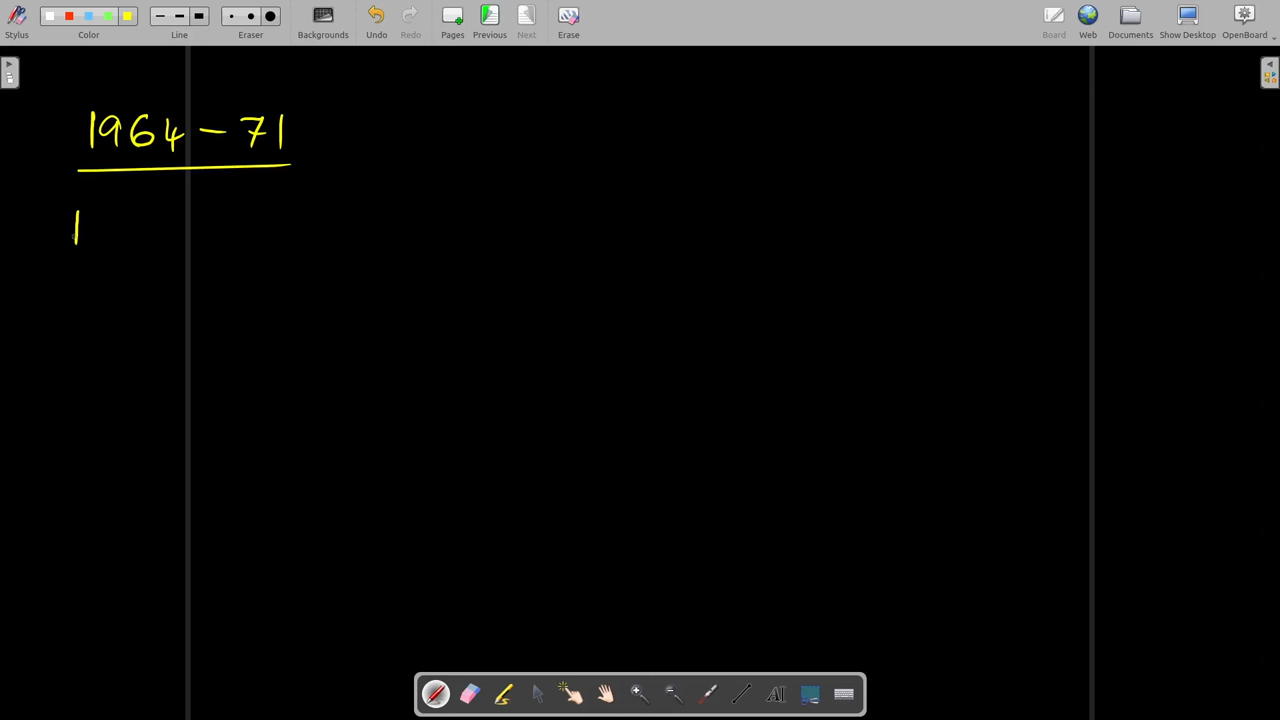 Stylus Color Line Eraser Backgrounds Undo Redo Pages Previous Next Erase Board Web Documents Show Desktop OpenBoard
1964 - 71
1